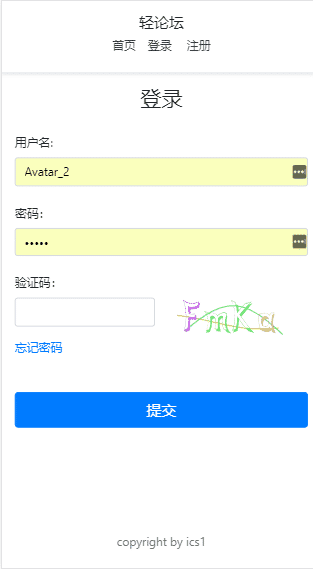 轻论坛
首页 登录 注册
登录
用户名:
Avatar_2
密码:
•••••
验证码:
FmKa
忘记密码
提交
copyright by ics1